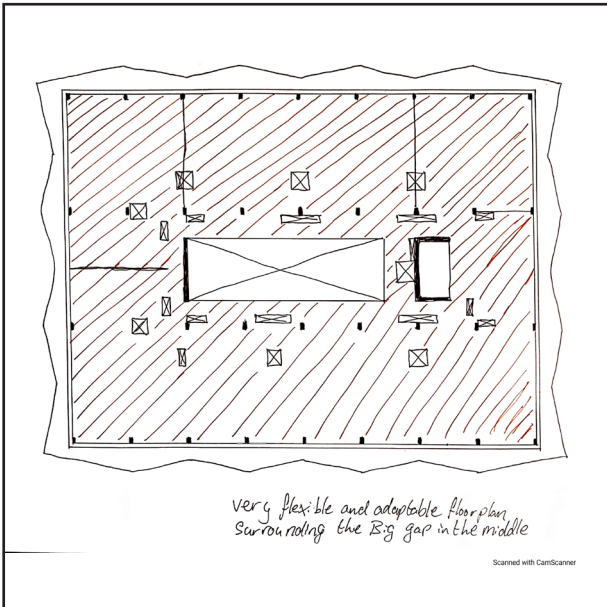 very flexible and adaptable floorplan
surrounding the Big gap in the middle
Scanned with CamScanner